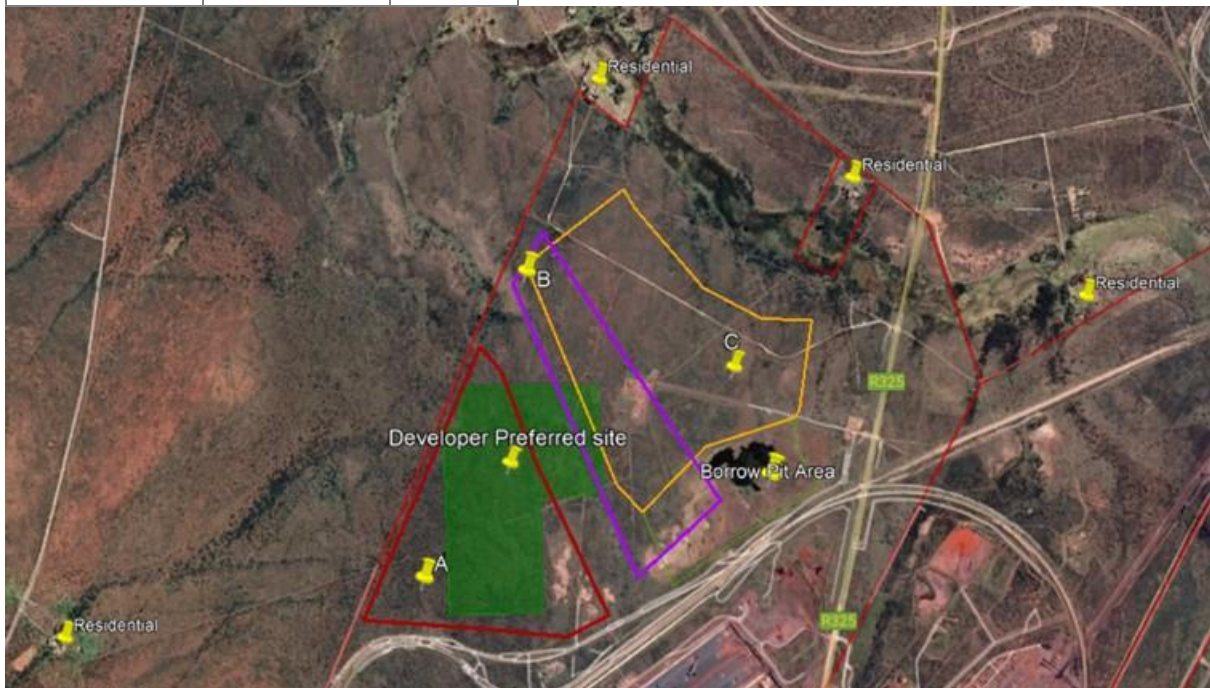 Residential
Residential
Residential
B
C
R325
Developer Preferred site
Borrow Pit Area
A
R325
Residential